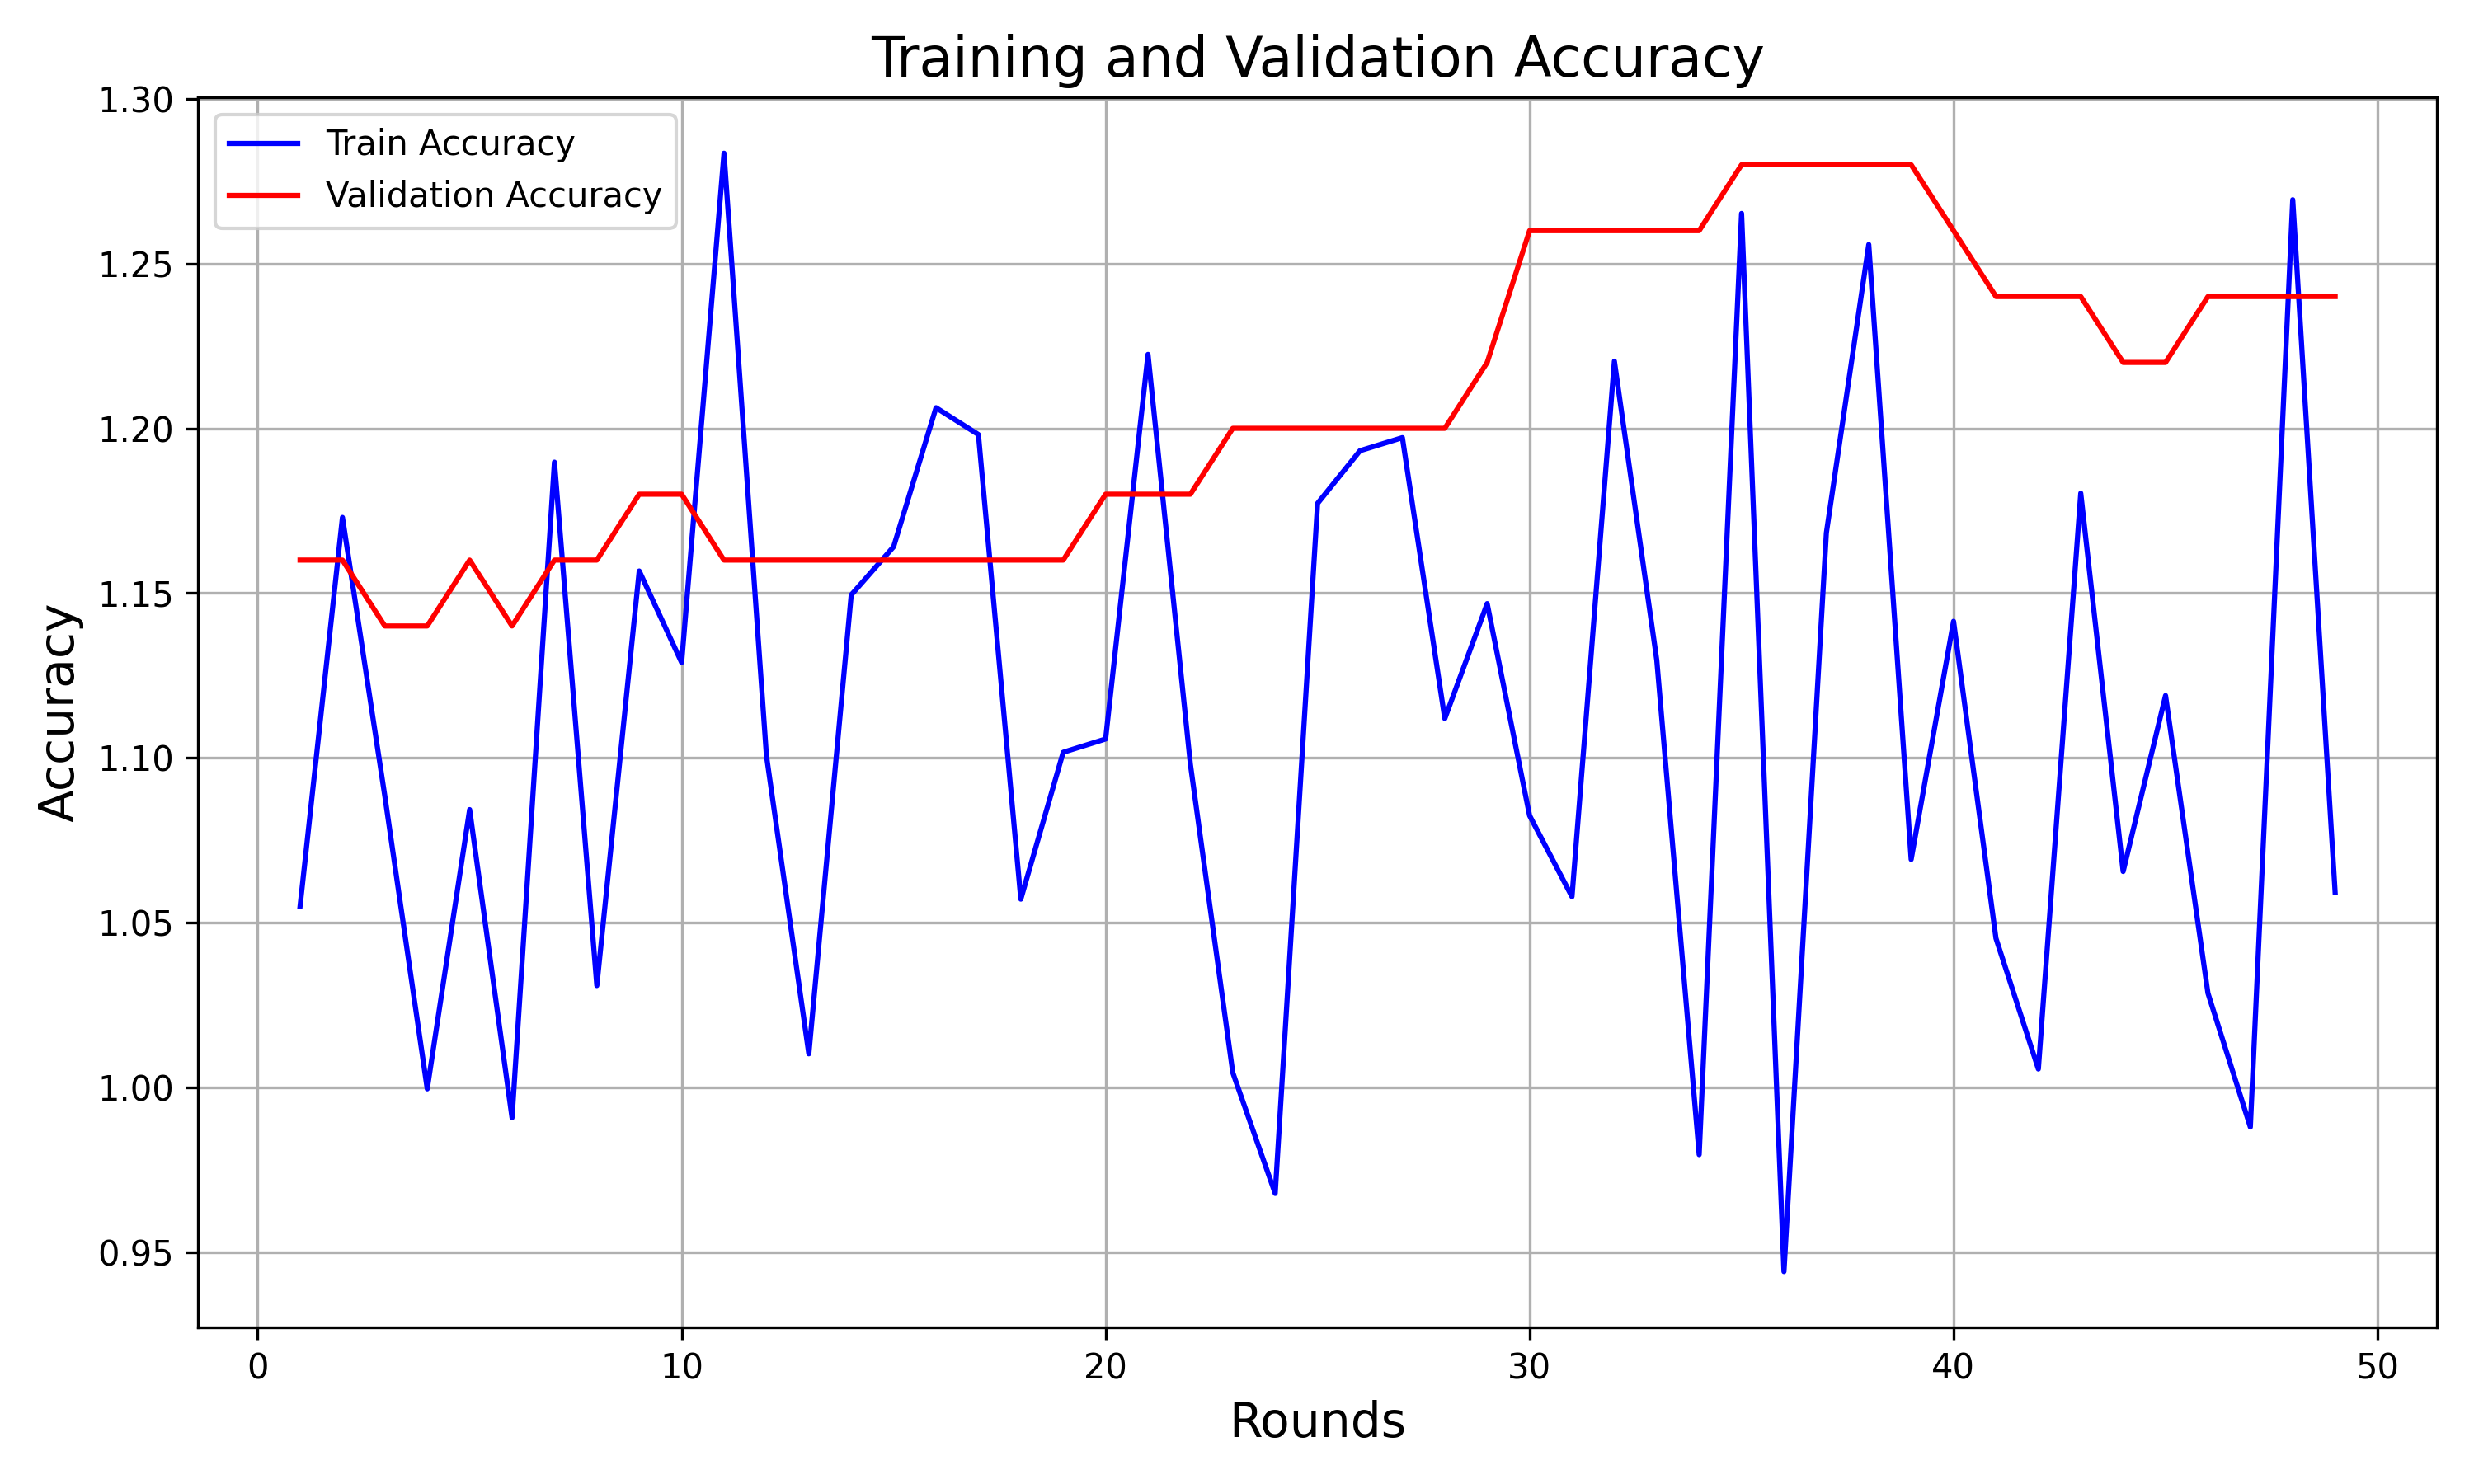 Training and Validation Accuracy
Train Accuracy
Validation Accuracy
Accuracy
1.30
1.25
1.20
1.15
1.10
1.05
1.00
0.95
0 10 20 30 40 50
Rounds